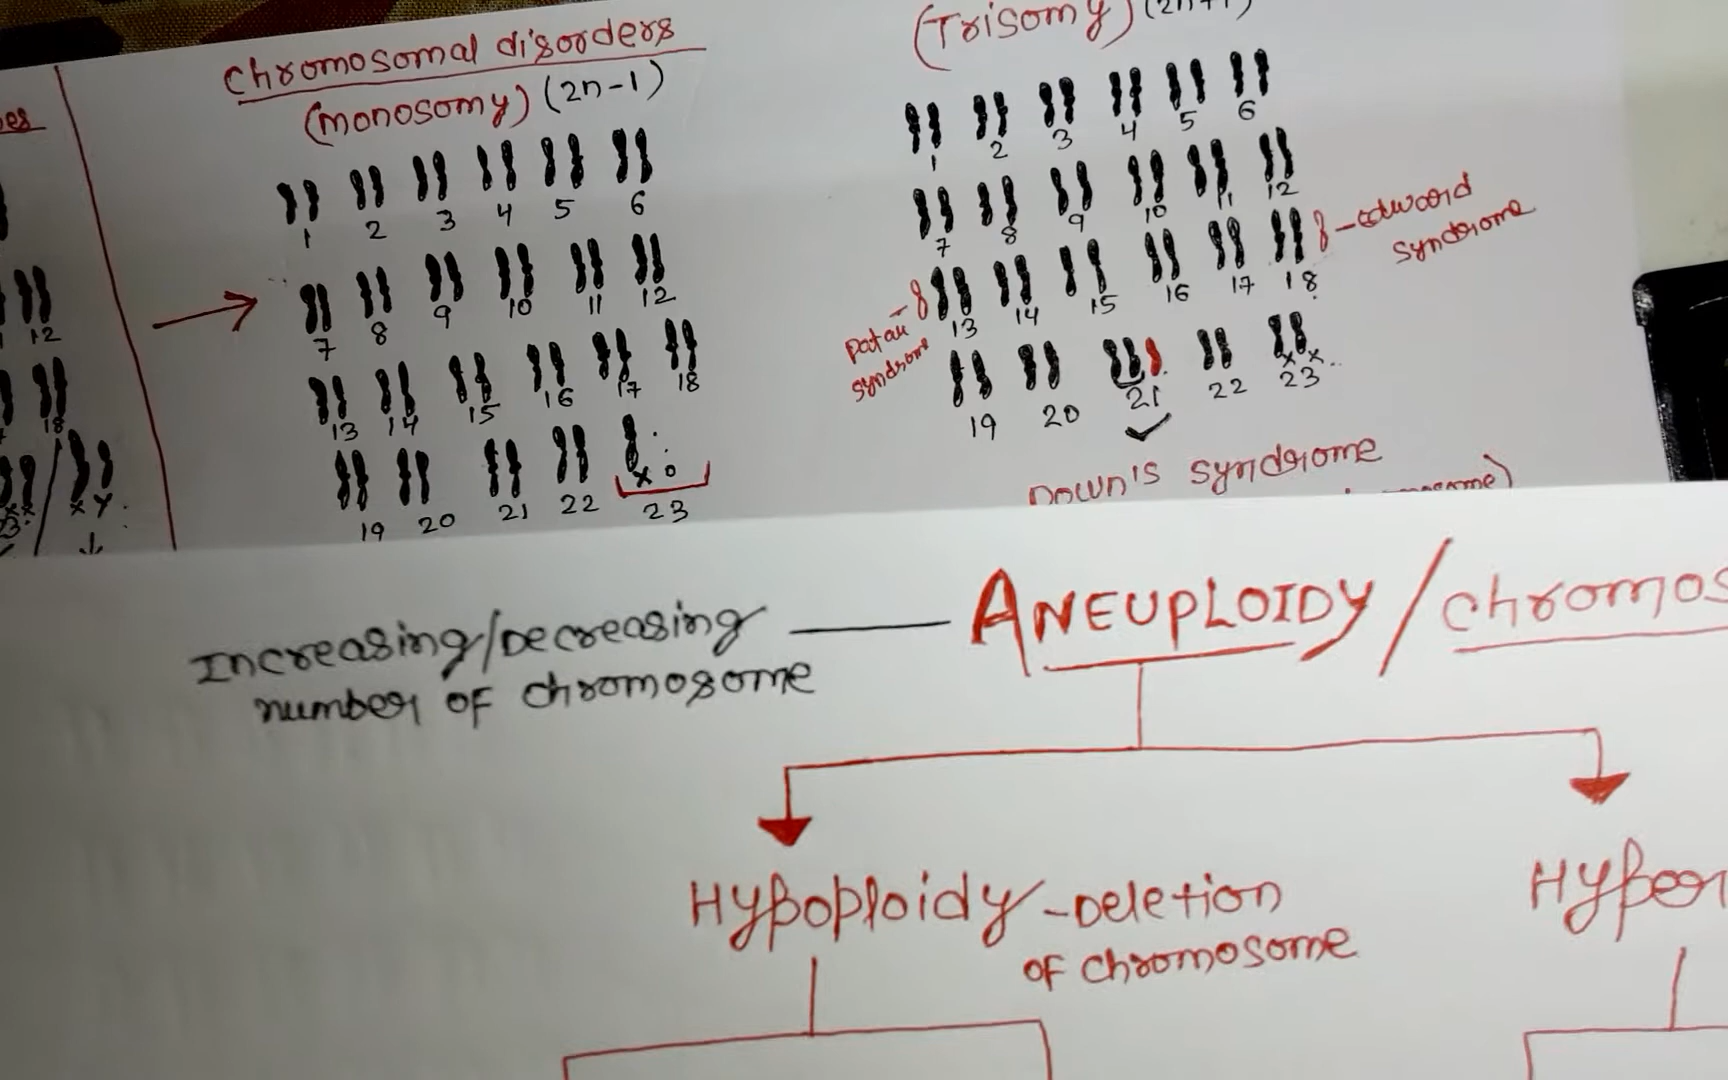 Chromosomal disorders
(monosomy) (2n-1)
1 2 3 4 5 6
7 8 9 10 11 12
13 14 15 16 17 18
19 20 21 22 23
x o
(Trisomy)
1 2 3 4 5 6
7 8 9 10 11 12
13 14 15 16 17 18
19 20 21 22 23
x x
edward
syndrome
patau
syndrome
Down's syndrome
12
18
x y
Increasing/Decreasing
number of chromosome
ANEUPLOIDY /
Hypoploidy - Deletion
of chromosome